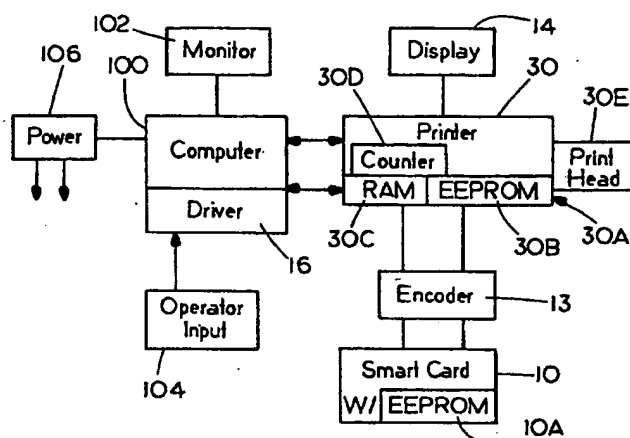 102
Monitor
14
Display
106
100
30D
30
30E
Power
Computer
Printer
Counter
Print
Head
RAM
EEPROM
Driver
30C
30B
30A
16
Encoder
13
Operator
Input
104
Smart Card
10
W/ EEPROM
10A